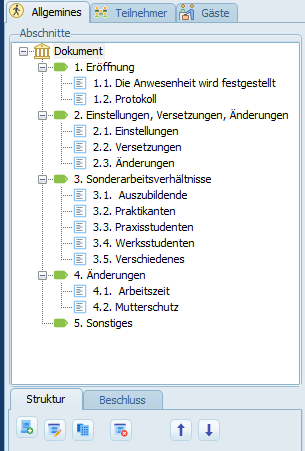 Allgemines Teilnehmer Gäste
Abschnitte
Dokument
1. Eröffnung
1.1. Die Anwesenheit wird festgestellt
1.2. Protokoll
2. Einstellungen, Versetzungen, Änderungen
2.1. Einstellungen
2.2. Versetzungen
2.3. Änderungen
3. Sonderarbeitsverhältnisse
3.1. Auszubildende
3.2. Praktikanten
3.3. Praxisstudenten
3.4. Werksstudenten
3.5. Verschiedenes
4. Änderungen
4.1. Arbeitszeit
4.2. Mutterschutz
5. Sonstiges
Struktur Beschluss